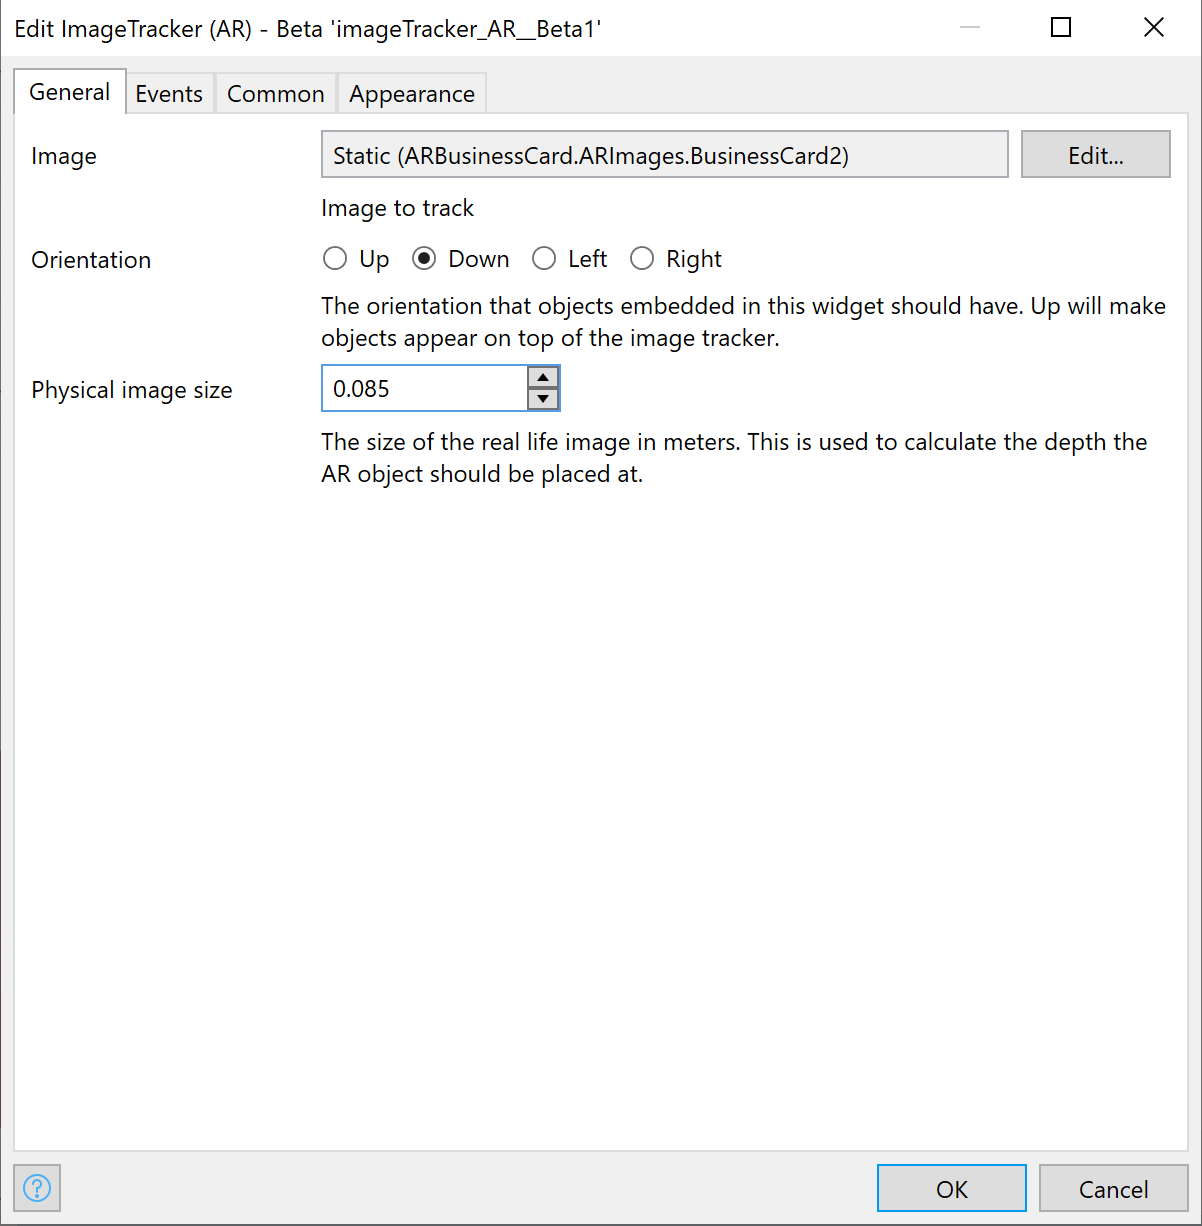 Edit ImageTracker (AR) - Beta 'imageTracker_AR__Beta1'
General Events Common Appearance
Image Static (ARBusinessCard.ARImages.BusinessCard2) Edit...
Image to track
Orientation Up Down Left Right
The orientation that objects embedded in this widget should have. Up will make
objects appear on top of the image tracker.
Physical image size 0.085
The size of the real life image in meters. This is used to calculate the depth the
AR object should be placed at.
? OK Cancel